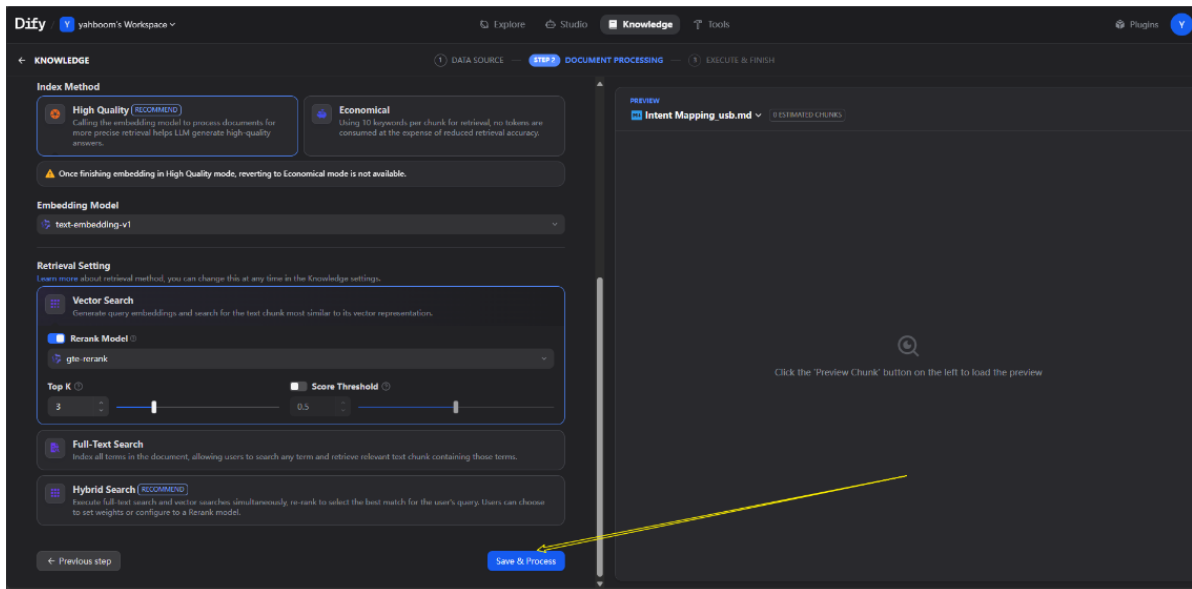 Dify / Y yahboom's Workspace
Explore Studio Knowledge Tools
Plugins Y
← KNOWLEDGE
1 DATA SOURCE — STEP 2 DOCUMENT PROCESSING — 3 EXECUTE & FINISH
Index Method
High Quality RECOMMEND
Calling the embedding model to process documents for
more precise retrieval helps LLM generate high-quality
answers.
Economical
Using 10 keywords per chunk for retrieval, no tokens are
consumed at the expense of reduced retrieval accuracy.
Once finishing embedding in High Quality mode, reverting to Economical mode is not available.
Embedding Model
text-embedding-v1
Retrieval Setting
Learn more about retrieval method, you can change this at any time in the Knowledge settings.
Vector Search
Generate query embeddings and search for the text chunk most similar to its vector representation.
Rerank Model
gte-rerank
Top K
3
Score Threshold
0.5
Full-Text Search
Index all terms in the document, allowing users to search any term and retrieve relevant text chunk containing those terms.
Hybrid Search RECOMMEND
Execute full-text search and vector searches simultaneously, re-rank to select the best match for the user's query. Users can choose
to set weights or configure to a Rerank model.
← Previous step
Save & Process
PREVIEW
Intent Mapping_usb.md 0 ESTIMATED CHUNKS
Click the 'Preview Chunk' button on the left to load the preview